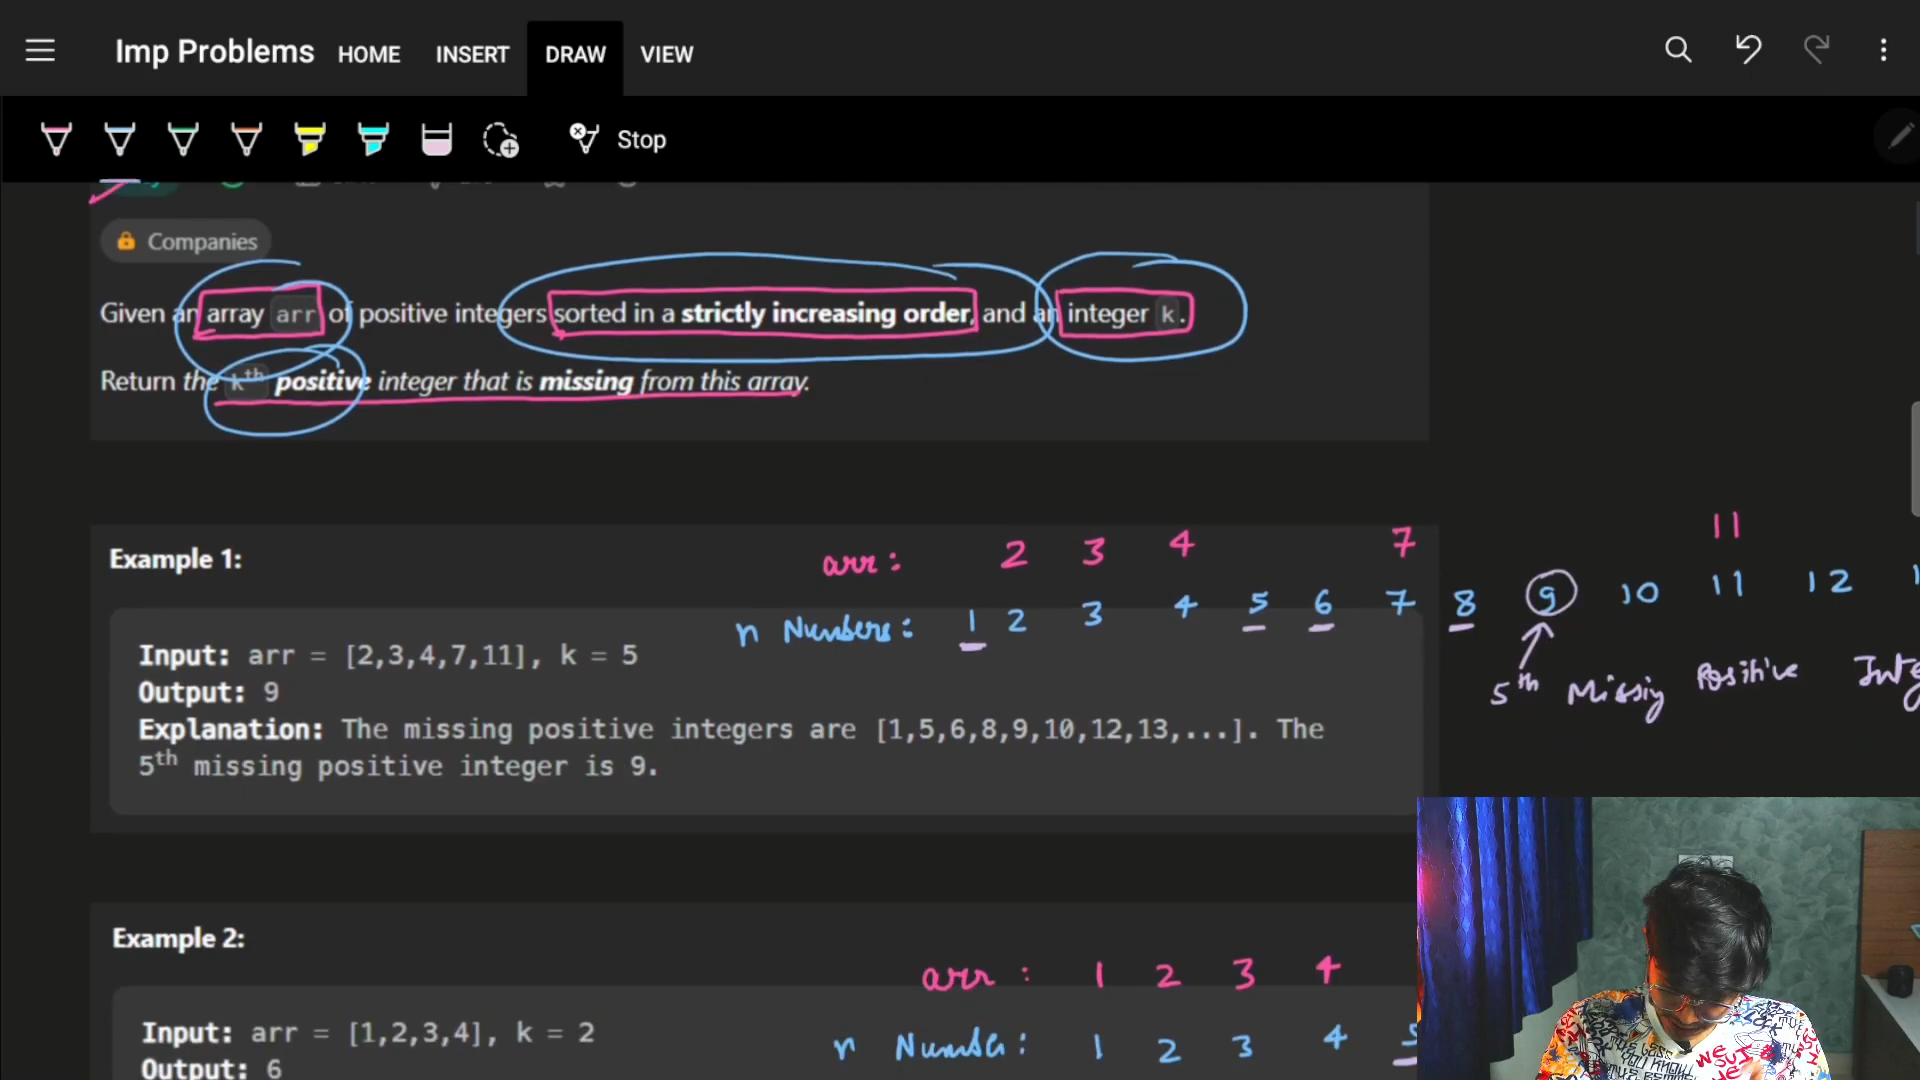 Imp Problems HOME INSERT DRAW VIEW
Stop
Companies
Given an array arr of positive integers sorted in a strictly increasing order, and an integer k.
Return the kth positive integer that is missing from this array.
11
arr : 2 3 4 7
Example 1:
n Numbers : 1 2 3 4 5 6 7 8 9 10 11 12
Input: arr = [2,3,4,7,11], k = 5
Output: 9
5th Missiy Positive
Explanation: The missing positive integers are [1,5,6,8,9,10,12,13,...]. The
5th missing positive integer is 9.
Example 2:
arr : 1 2 3 4
Input: arr = [1,2,3,4], k = 2
n Number : 1 2 3 4 5
Output: 6